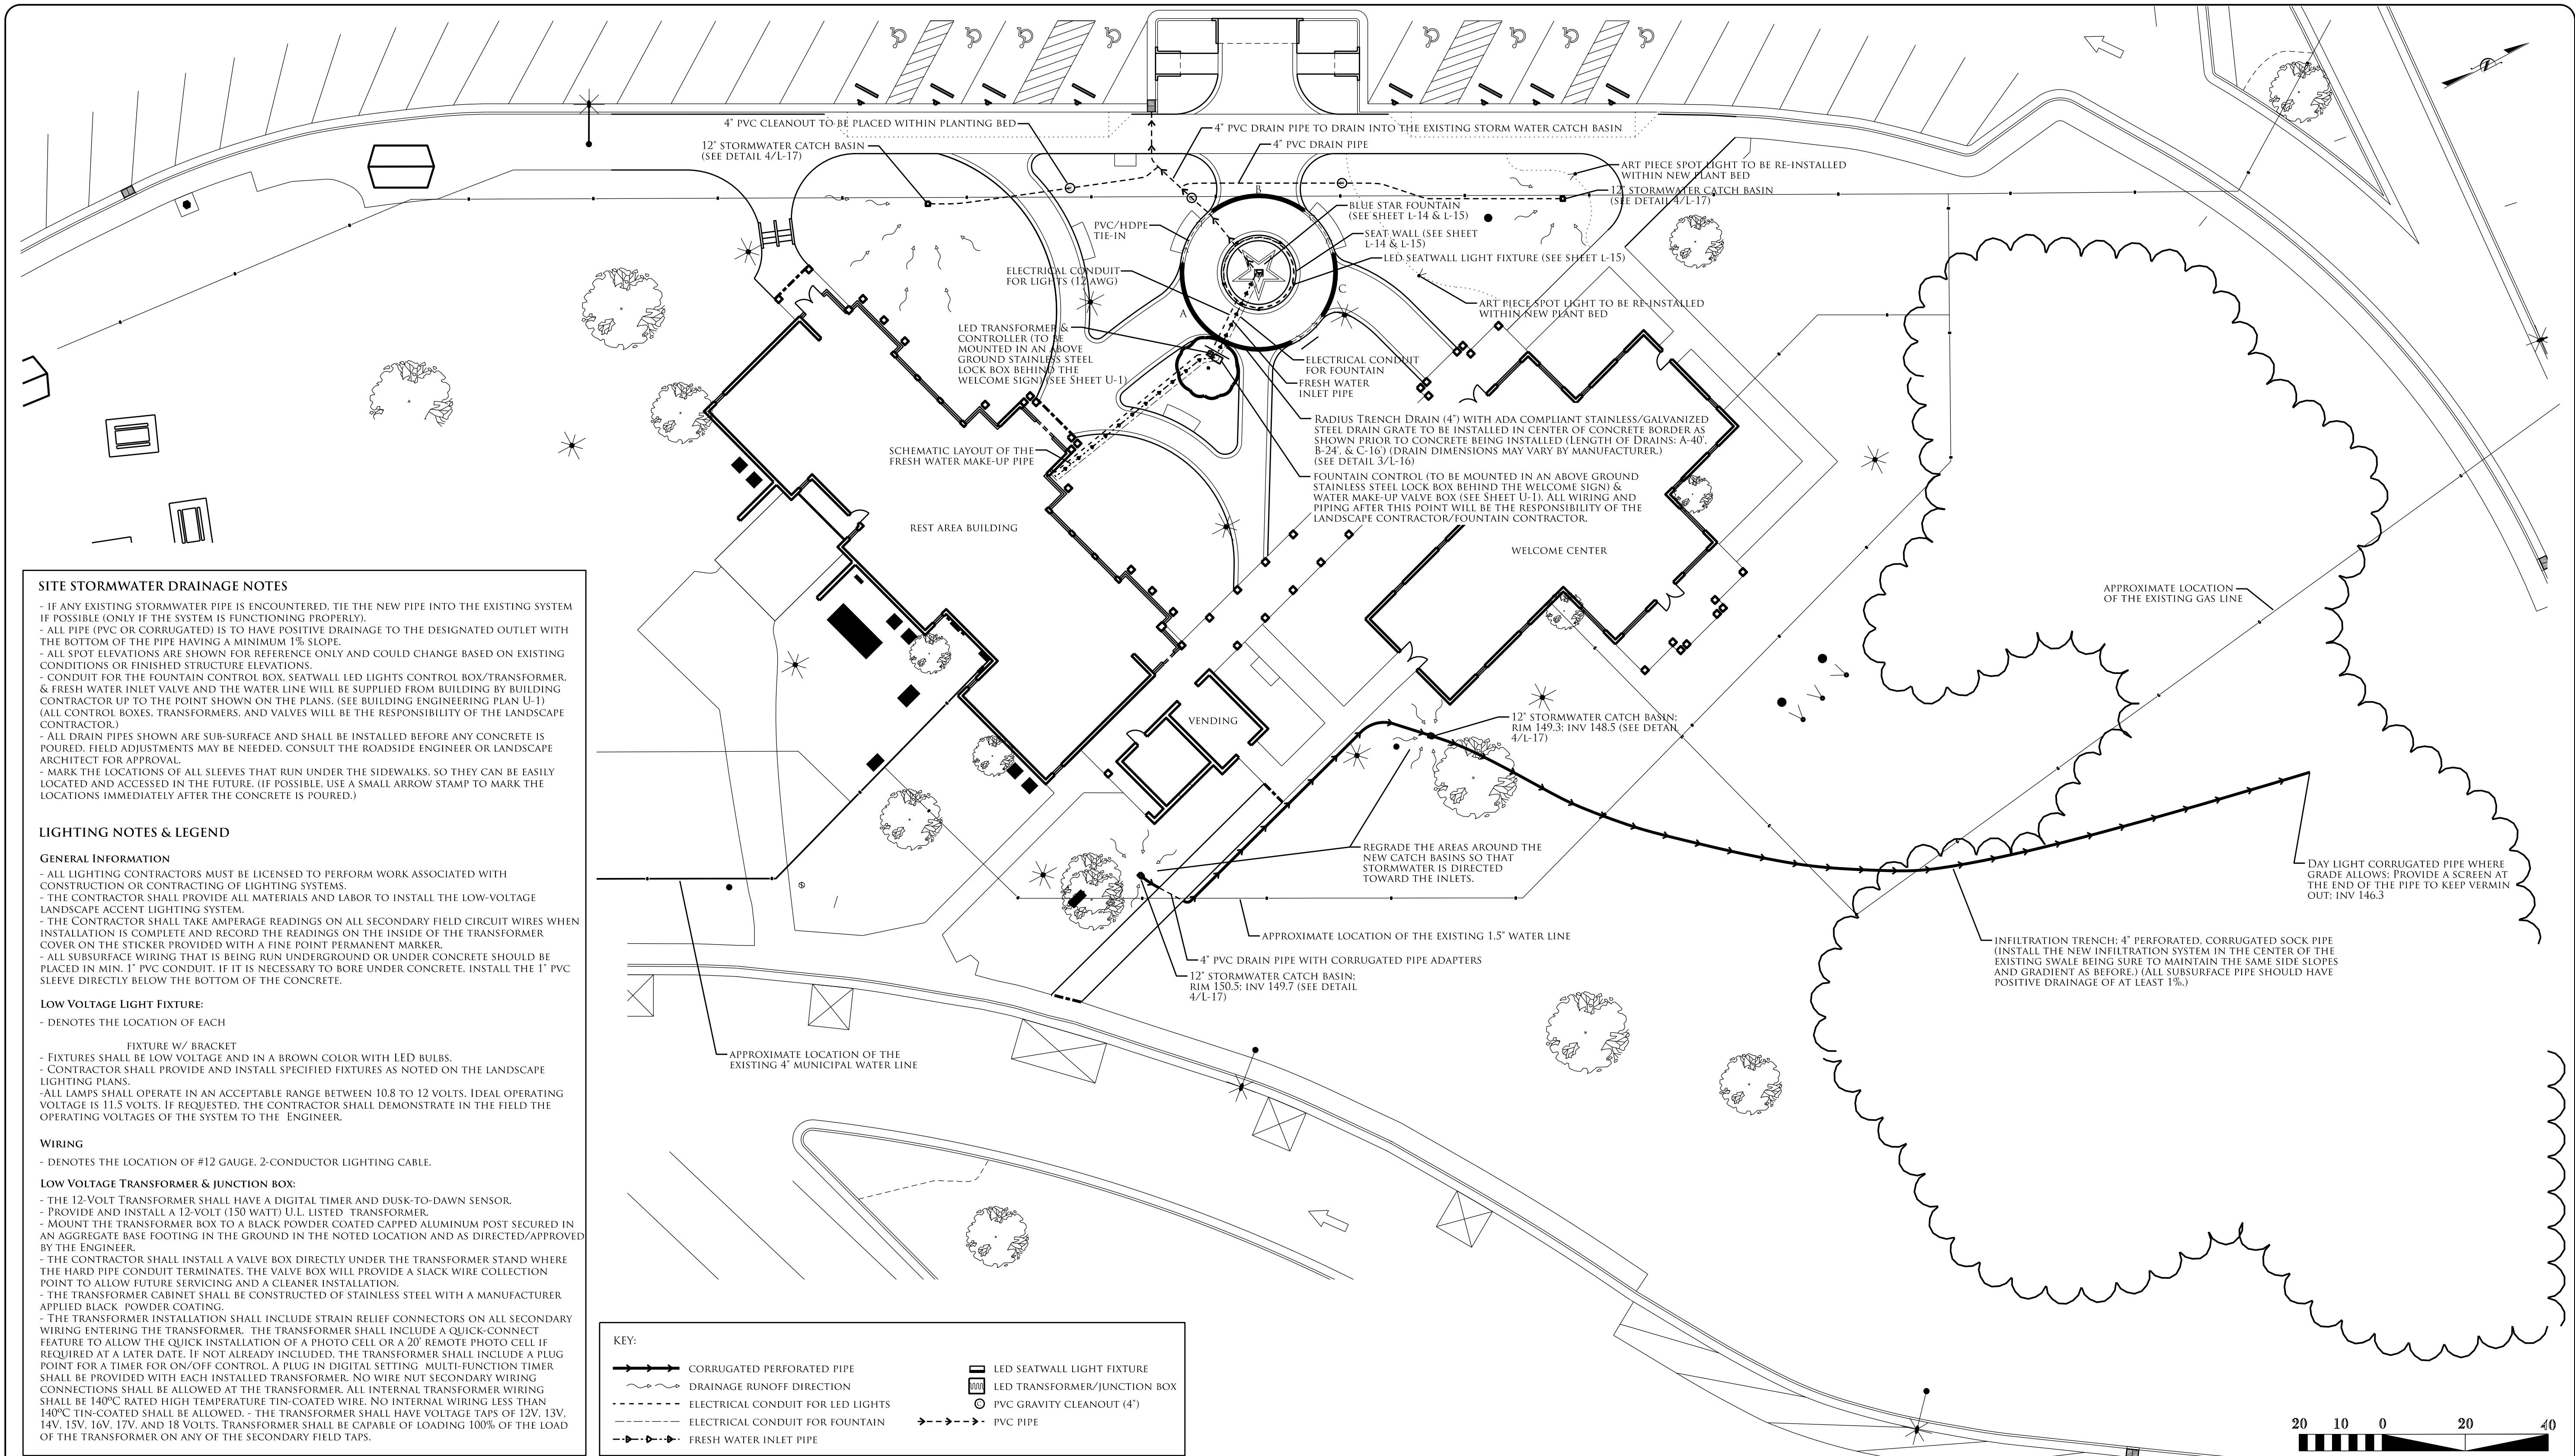 4" PVC CLEANOUT TO BE PLACED WITHIN PLANTING BED
4" PVC DRAIN PIPE TO DRAIN INTO THE EXISTING STORM WATER CATCH BASIN
12" STORMWATER CATCH BASIN
(SEE DETAIL 4/L-17)
4" PVC DRAIN PIPE
ART PIECE SPOT LIGHT TO BE RE-INSTALLED
WITHIN NEW PLANT BED
12" STORMWATER CATCH BASIN
(SEE DETAIL 4/L-17)
B
BLUE STAR FOUNTAIN
(SEE SHEET L-14 & L-15)
PVC/HDPE
TIE-IN
SEAT WALL (SEE SHEET
L-14 & L-15)
LED SEATWALL LIGHT FIXTURE (SEE SHEET L-15)
ELECTRICAL CONDUIT
FOR LIGHTS (12 AWG)
C
A
ART PIECE SPOT LIGHT TO BE RE-INSTALLED
WITHIN NEW PLANT BED
LED TRANSFORMER &
CONTROLLER (TO BE
MOUNTED IN AN ABOVE
GROUND STAINLESS STEEL
LOCK BOX BEHIND THE
WELCOME SIGN) (SEE SHEET U-1)
ELECTRICAL CONDUIT
FOR FOUNTAIN
FRESH WATER
INLET PIPE
RADIUS TRENCH DRAIN (4") WITH ADA COMPLIANT STAINLESS/GALVANIZED
STEEL DRAIN GRATE TO BE INSTALLED IN CENTER OF CONCRETE BORDER AS
SHOWN PRIOR TO CONCRETE BEING INSTALLED (LENGTH OF DRAINS: A-40',
B-24', & C-16') (DRAIN DIMENSIONS MAY VARY BY MANUFACTURER.)
(SEE DETAIL 3/L-16)
SCHEMATIC LAYOUT OF THE
FRESH WATER MAKE-UP PIPE
FOUNTAIN CONTROL (TO BE MOUNTED IN AN ABOVE GROUND
STAINLESS STEEL LOCK BOX BEHIND THE WELCOME SIGN) &
WATER MAKE-UP VALVE BOX (SEE SHEET U-1). ALL WIRING AND
PIPING AFTER THIS POINT WILL BE THE RESPONSIBILITY OF THE
LANDSCAPE CONTRACTOR/FOUNTAIN CONTRACTOR.
REST AREA BUILDING
WELCOME CENTER
APPROXIMATE LOCATION
OF THE EXISTING GAS LINE
VENDING
12" STORMWATER CATCH BASIN;
RIM 149.3; INV 148.5 (SEE DETAIL
4/L-17)
REGRADE THE AREAS AROUND THE
NEW CATCH BASINS SO THAT
STORMWATER IS DIRECTED
TOWARD THE INLETS.
DAY LIGHT CORRUGATED PIPE WHERE
GRADE ALLOWS; PROVIDE A SCREEN AT
THE END OF THE PIPE TO KEEP VERMIN
OUT; INV 146.3
APPROXIMATE LOCATION OF THE EXISTING 1.5" WATER LINE
INFILTRATION TRENCH; 4" PERFORATED, CORRUGATED SOCK PIPE
(INSTALL THE NEW INFILTRATION SYSTEM IN THE CENTER OF THE
EXISTING SWALE BEING SURE TO MAINTAIN THE SAME SIDE SLOPES
AND GRADIENT AS BEFORE.) (ALL SUBSURFACE PIPE SHOULD HAVE
POSITIVE DRAINAGE OF AT LEAST 1%.)
4" PVC DRAIN PIPE WITH CORRUGATED PIPE ADAPTERS
12" STORMWATER CATCH BASIN;
RIM 150.5; INV 149.7 (SEE DETAIL
4/L-17)
APPROXIMATE LOCATION OF THE
EXISTING 4" MUNICIPAL WATER LINE
SITE STORMWATER DRAINAGE NOTES
- IF ANY EXISTING STORMWATER PIPE IS ENCOUNTERED, TIE THE NEW PIPE INTO THE EXISTING SYSTEM
IF POSSIBLE (ONLY IF THE SYSTEM IS FUNCTIONING PROPERLY).
- ALL PIPE (PVC OR CORRUGATED) IS TO HAVE POSITIVE DRAINAGE TO THE DESIGNATED OUTLET WITH
THE BOTTOM OF THE PIPE HAVING A MINIMUM 1% SLOPE.
- ALL SPOT ELEVATIONS ARE SHOWN FOR REFERENCE ONLY AND COULD CHANGE BASED ON EXISTING
CONDITIONS OR FINISHED STRUCTURE ELEVATIONS.
- CONDUIT FOR THE FOUNTAIN CONTROL BOX, SEATWALL LED LIGHTS CONTROL BOX/TRANSFORMER,
& FRESH WATER INLET VALVE AND THE WATER LINE WILL BE SUPPLIED FROM BUILDING BY BUILDING
CONTRACTOR UP TO THE POINT SHOWN ON THE PLANS. (SEE BUILDING ENGINEERING PLAN U-1)
(ALL CONTROL BOXES, TRANSFORMERS, AND VALVES WILL BE THE RESPONSIBILITY OF THE LANDSCAPE
CONTRACTOR.)
- ALL DRAIN PIPES SHOWN ARE SUB-SURFACE AND SHALL BE INSTALLED BEFORE ANY CONCRETE IS
POURED. FIELD ADJUSTMENTS MAY BE NEEDED. CONSULT THE ROADSIDE ENGINEER OR LANDSCAPE
ARCHITECT FOR APPROVAL.
- MARK THE LOCATIONS OF ALL SLEEVES THAT RUN UNDER THE SIDEWALKS, SO THEY CAN BE EASILY
LOCATED AND ACCESSED IN THE FUTURE. (IF POSSIBLE, USE A SMALL ARROW STAMP TO MARK THE
LOCATIONS IMMEDIATELY AFTER THE CONCRETE IS POURED.)
LIGHTING NOTES & LEGEND
GENERAL INFORMATION
- ALL LIGHTING CONTRACTORS MUST BE LICENSED TO PERFORM WORK ASSOCIATED WITH
CONSTRUCTION OR CONTRACTING OF LIGHTING SYSTEMS.
- THE CONTRACTOR SHALL PROVIDE ALL MATERIALS AND LABOR TO INSTALL THE LOW-VOLTAGE
LANDSCAPE ACCENT LIGHTING SYSTEM.
- THE CONTRACTOR SHALL TAKE AMPERAGE READINGS ON ALL SECONDARY FIELD CIRCUIT WIRES WHEN
INSTALLATION IS COMPLETE AND RECORD THE READINGS ON THE INSIDE OF THE TRANSFORMER
COVER ON THE STICKER PROVIDED WITH A FINE POINT PERMANENT MARKER.
- ALL SUBSURFACE WIRING THAT IS BEING RUN UNDERGROUND OR UNDER CONCRETE SHOULD BE
PLACED IN MIN. 1" PVC CONDUIT. IF IT IS NECESSARY TO BORE UNDER CONCRETE, INSTALL THE 1" PVC
SLEEVE DIRECTLY BELOW THE BOTTOM OF THE CONCRETE.
LOW VOLTAGE LIGHT FIXTURE:
- DENOTES THE LOCATION OF EACH
FIXTURE W/ BRACKET
- FIXTURES SHALL BE LOW VOLTAGE AND IN A BROWN COLOR WITH LED BULBS.
- CONTRACTOR SHALL PROVIDE AND INSTALL SPECIFIED FIXTURES AS NOTED ON THE LANDSCAPE
LIGHTING PLANS.
-ALL LAMPS SHALL OPERATE IN AN ACCEPTABLE RANGE BETWEEN 10.8 TO 12 VOLTS. IDEAL OPERATING
VOLTAGE IS 11.5 VOLTS. IF REQUESTED, THE CONTRACTOR SHALL DEMONSTRATE IN THE FIELD THE
OPERATING VOLTAGES OF THE SYSTEM TO THE ENGINEER.
WIRING
- DENOTES THE LOCATION OF #12 GAUGE, 2-CONDUCTOR LIGHTING CABLE.
LOW VOLTAGE TRANSFORMER & JUNCTION BOX:
- THE 12-VOLT TRANSFORMER SHALL HAVE A DIGITAL TIMER AND DUSK-TO-DAWN SENSOR.
- PROVIDE AND INSTALL A 12-VOLT (150 WATT) U.L. LISTED TRANSFORMER.
- MOUNT THE TRANSFORMER BOX TO A BLACK POWDER COATED CAPPED ALUMINUM POST SECURED IN
AN AGGREGATE BASE FOOTING IN THE GROUND IN THE NOTED LOCATION AND AS DIRECTED/APPROVED
BY THE ENGINEER.
- THE CONTRACTOR SHALL INSTALL A VALVE BOX DIRECTLY UNDER THE TRANSFORMER STAND WHERE
THE HARD PIPE CONDUIT TERMINATES, THE VALVE BOX WILL PROVIDE A SLACK WIRE COLLECTION
POINT TO ALLOW FUTURE SERVICING AND A CLEANER INSTALLATION.
- THE TRANSFORMER CABINET SHALL BE CONSTRUCTED OF STAINLESS STEEL WITH A MANUFACTURER
APPLIED BLACK POWDER COATING.
- THE TRANSFORMER INSTALLATION SHALL INCLUDE STRAIN RELIEF CONNECTORS ON ALL SECONDARY
WIRING ENTERING THE TRANSFORMER. THE TRANSFORMER SHALL INCLUDE A QUICK-CONNECT
FEATURE TO ALLOW THE QUICK INSTALLATION OF A PHOTO CELL OR A 20' REMOTE PHOTO CELL IF
REQUIRED AT A LATER DATE. IF NOT ALREADY INCLUDED, THE TRANSFORMER SHALL INCLUDE A PLUG
POINT FOR A TIMER FOR ON/OFF CONTROL. A PLUG IN DIGITAL SETTING MULTI-FUNCTION TIMER
SHALL BE PROVIDED WITH EACH INSTALLED TRANSFORMER. NO WIRE NUT SECONDARY WIRING
CONNECTIONS SHALL BE ALLOWED AT THE TRANSFORMER. ALL INTERNAL TRANSFORMER WIRING
SHALL BE 140ºC RATED HIGH TEMPERATURE TIN-COATED WIRE. NO INTERNAL WIRING LESS THAN
140ºC TIN-COATED SHALL BE ALLOWED. - THE TRANSFORMER SHALL HAVE VOLTAGE TAPS OF 12V, 13V,
14V, 15V, 16V, 17V, AND 18 VOLTS. TRANSFORMER SHALL BE CAPABLE OF LOADING 100% OF THE LOAD
OF THE TRANSFORMER ON ANY OF THE SECONDARY FIELD TAPS.
KEY:
CORRUGATED PERFORATED PIPE
DRAINAGE RUNOFF DIRECTION
ELECTRICAL CONDUIT FOR LED LIGHTS
ELECTRICAL CONDUIT FOR FOUNTAIN
FRESH WATER INLET PIPE
LED SEATWALL LIGHT FIXTURE
LED TRANSFORMER/JUNCTION BOX
PVC GRAVITY CLEANOUT (4")
PVC PIPE
20 10 0 20 40